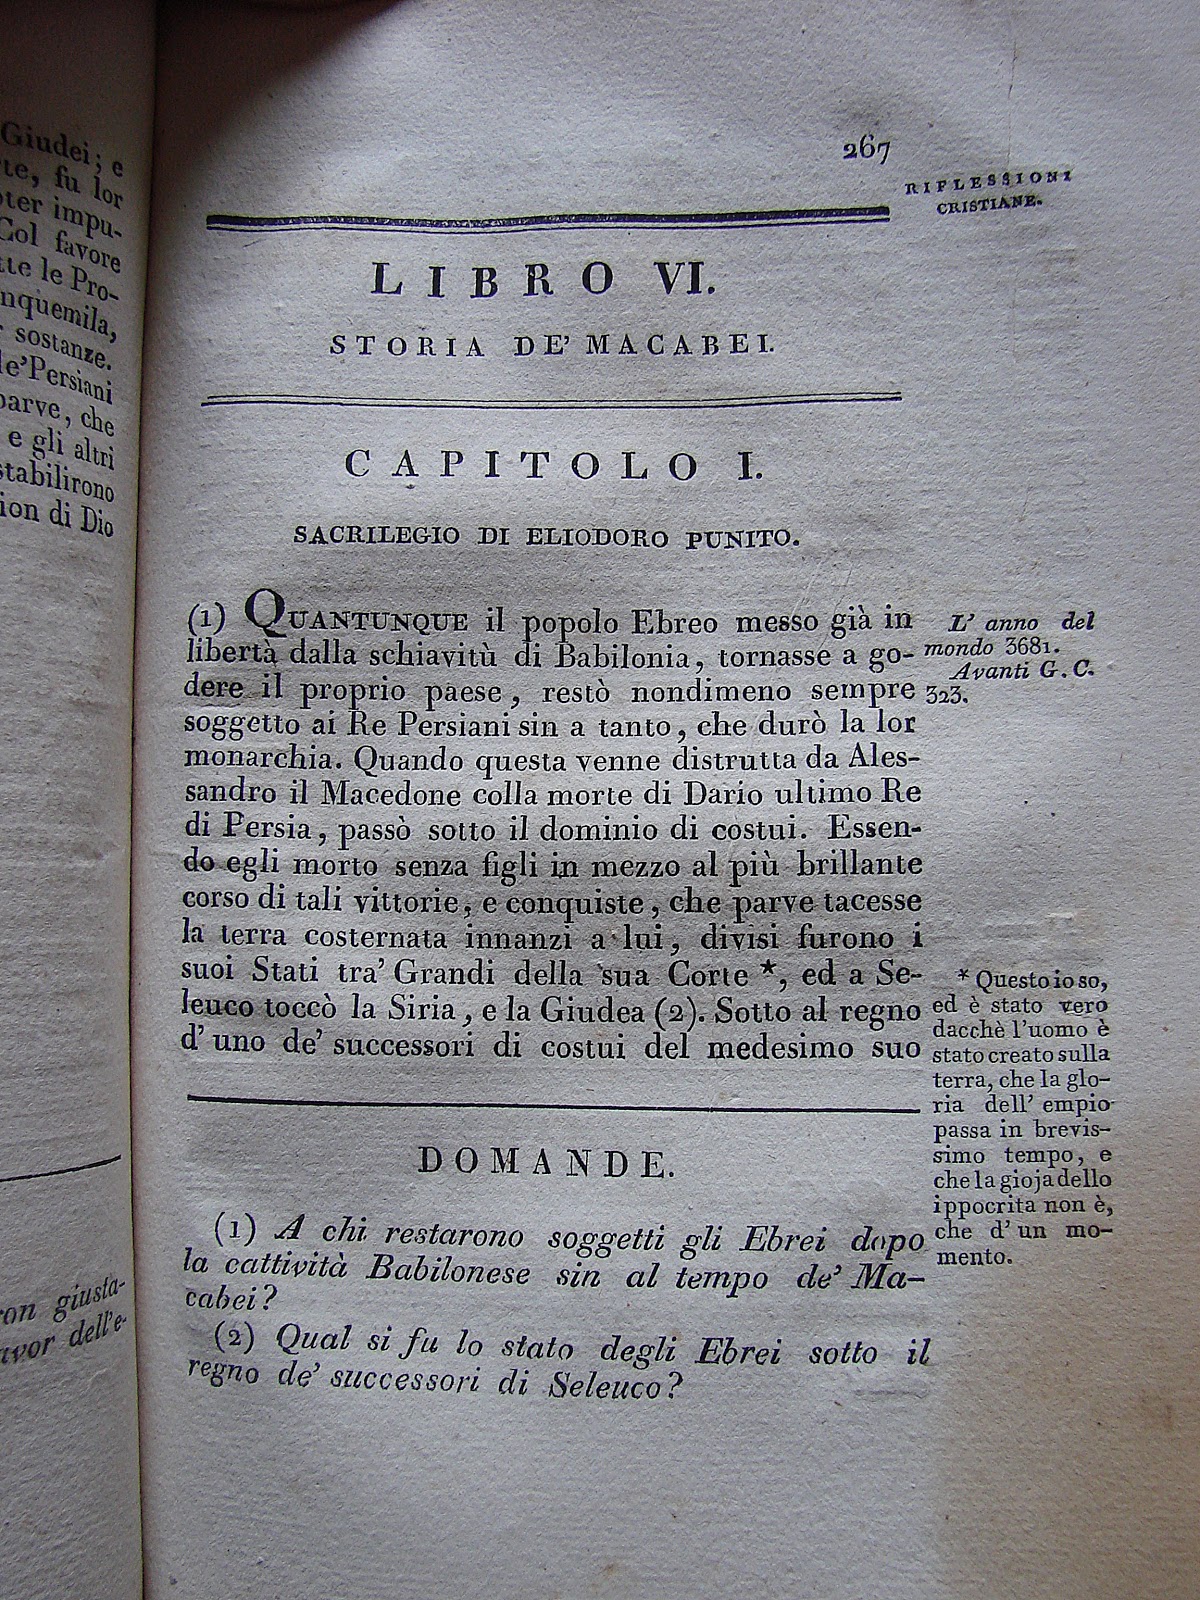 Giudei; e
fu lor
impu-
Col favore
le Pro-
sostanze.
Persiani
parve, che
e gli altri
stabilirono
di Dio
giusta-
dell'e-
267
RIFLESSIONI
CRISTIANE.
LIBRO VI.
STORIA DE' MACABEI.
CAPITOLO I.
SACRILEGIO DI ELIODORO PUNITO.
(1) QUANTUNQUE il popolo Ebreo messo già in
libertà dalla schiavitù di Babilonia, tornasse a go-
dere il proprio paese, restò nondimeno sempre
soggetto ai Re Persiani sin a tanto, che durò la lor
monarchia. Quando questa venne distrutta da Ales-
sandro il Macedone colla morte di Dario ultimo Re
di Persia, passò sotto il dominio di costui. Essen-
do egli morto senza figli in mezzo al più brillante
corso di tali vittorie, e conquiste, che parve tacesse
la terra costernata innanzi a lui, divisi furono i
suoi Stati tra' Grandi della sua Corte *, ed a Se-
leuco toccò la Siria, e la Giudea (2). Sotto al regno
d'uno de' successori di costui del medesimo suo
L' anno del
mondo 3681.
Avanti G. C.
323.
* Questo io so,
ed è stato vero
dacchè l'uomo è
stato creato sulla
terra, che la glo-
ria dell' empio
passa in brevis-
simo tempo, e
che la gioja dello
ippocrita non è,
che d' un mo-
mento.
DOMANDE.
(1) A chi restarono soggetti gli Ebrei dopo
la cattività Babilonese sin al tempo de' Ma-
cabei?
(2) Qual si fu lo stato degli Ebrei sotto il
regno de' successori di Seleuco?